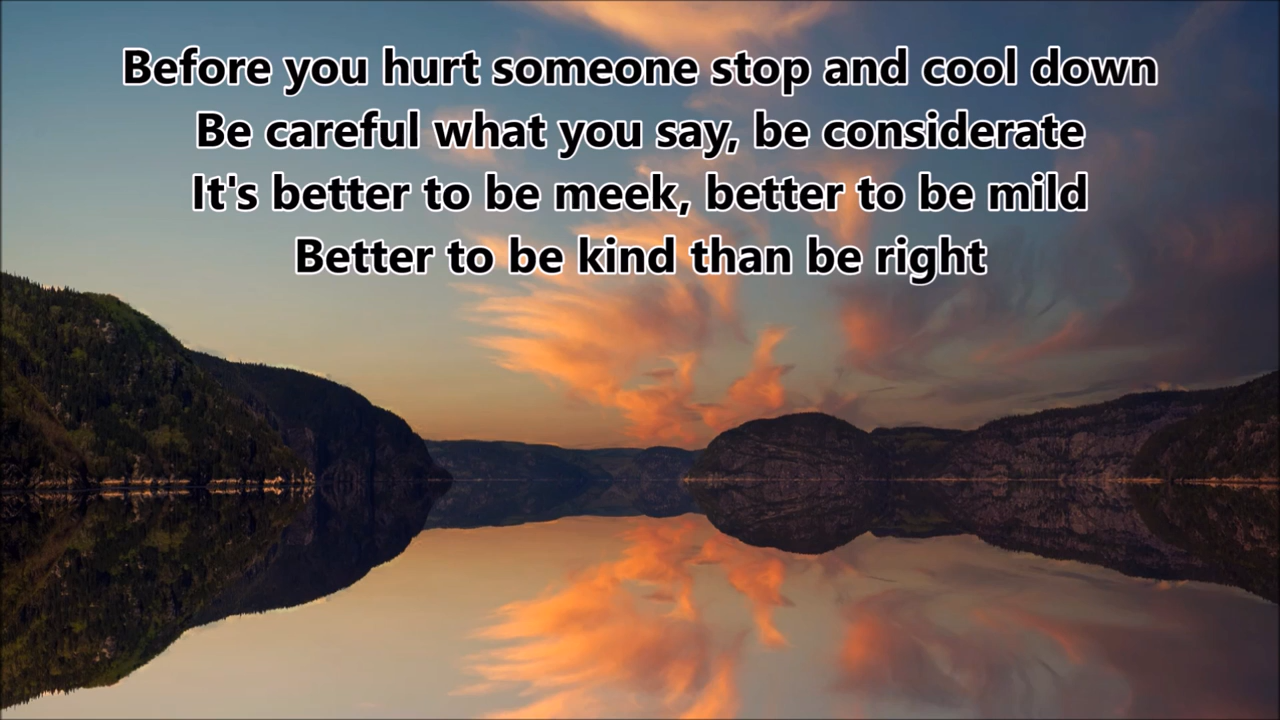 Before you hurt someone stop and cool down
Be careful what you say, be considerate
It's better to be meek, better to be mild
Better to be kind than be right